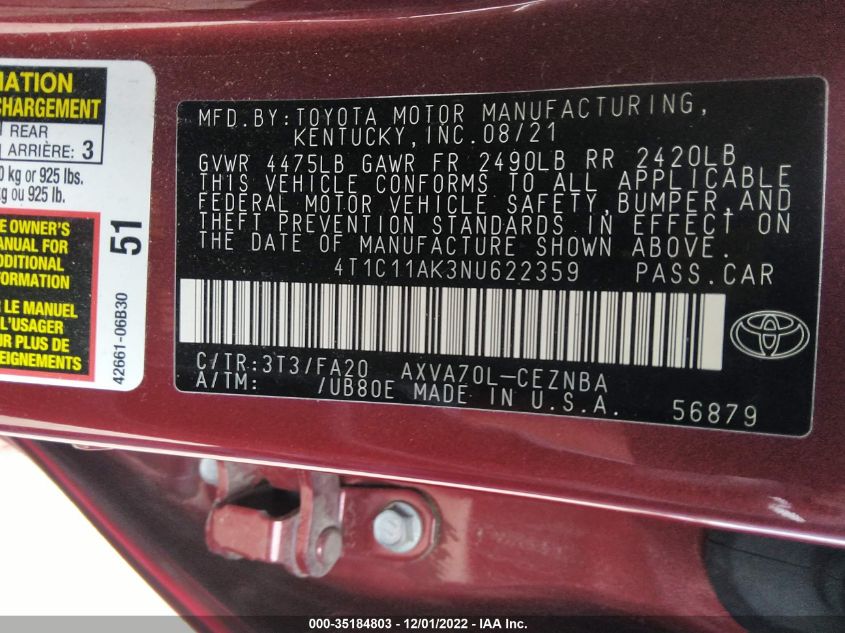 MATION
CHARGEMENT
REAR
ARRIÈRE: 3
kg or 925 lbs.
kg ou 925 lb.
E OWNER'S
ANUAL FOR
DDITIONAL
FORMATION
R LE MANUEL
L'USAGER
UR PLUS DE
EIGNEMENTS
51
42661-06B30
MFD.BY:TOYOTA MOTOR MANUFACTURING,
KENTUCKY,INC.08/21
GVWR 4475LB GAWR FR 2490LB RR 2420LB
THIS VEHICLE CONFORMS TO ALL APPLICABLE
FEDERAL MOTOR VEHICLE SAFETY,BUMPER,AND
THEFT PREVENTION STANDARDS IN EFFECT ON
THE DATE OF MANUFACTURE SHOWN ABOVE.
4T1C11AK3NU622359 PASS.CAR
C/TR:3T3/FA20 AXVA70L-CEZNBA
A/TM: /UB80E MADE IN U.S.A.
56879
000-35184803 - 12/01/2022 - IAA Inc.